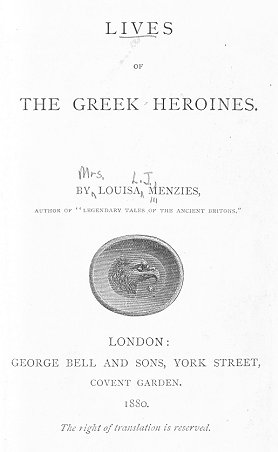 LIVES
OF
THE GREEK HEROINES.
Mrs. L.J.
BY LOUISA MENZIES,
AUTHOR OF "LEGENDARY TALES OF THE ANCIENT BRITONS."
LONDON:
GEORGE BELL AND SONS, YORK STREET,
COVENT GARDEN.
1880.
The right of translation is reserved.